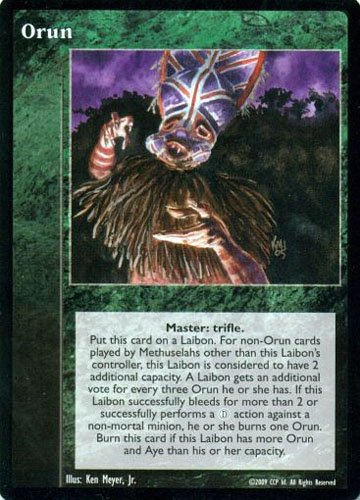 Orun
KMJ
05
Master: trifle.
Put this card on a Laibon. For non-Orun cards
played by Methuselahs other than this Laibon's
controller, this Laibon is considered to have 2
additional capacity. A Laibon gets an additional
vote for every three Orun he or she has. If this
Laibon successfully bleeds for more than 2 or
successfully performs a Ⓓ action against a
non-mortal minion, he or she burns one Orun.
Burn this card if this Laibon has more Orun
and Aye than his or her capacity.
Illus: Ken Meyer, Jr.
©2009 CCP hf. All Rights Reserved